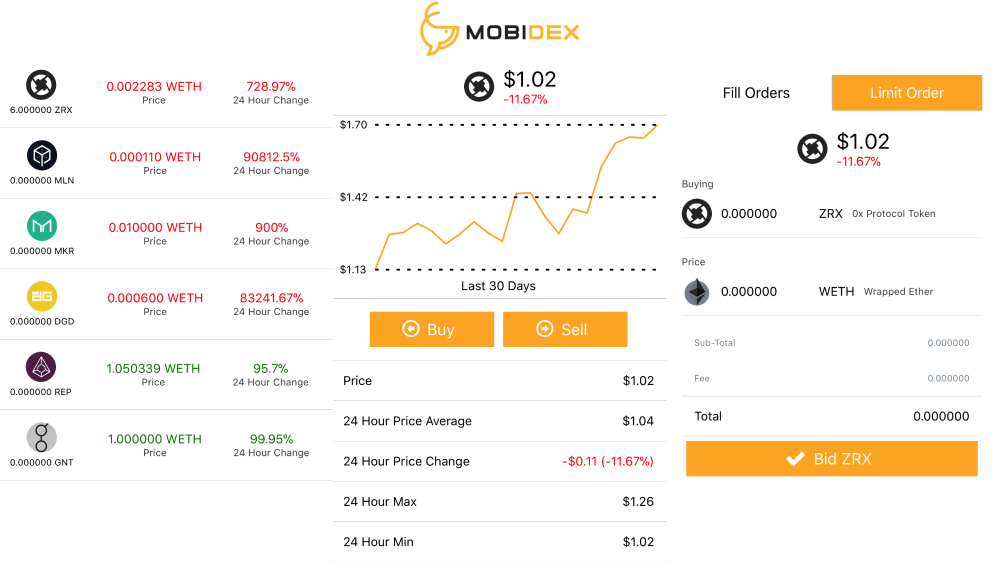 MOBIDEX
0.002283 WETH 728.97%
Price 24 Hour Change
6.000000 ZRX
0.000110 WETH 90812.5%
Price 24 Hour Change
0.000000 MLN
0.010000 WETH 900%
Price 24 Hour Change
0.000000 MKR
0.000600 WETH 83241.67%
Price 24 Hour Change
0.000000 DGD
1.050339 WETH 95.7%
Price 24 Hour Change
0.000000 REP
1.000000 WETH 99.95%
Price 24 Hour Change
0.000000 GNT
$1.02
-11.67%
$1.70
$1.42
$1.13
Last 30 Days
Buy Sell
Price $1.02
24 Hour Price Average $1.04
24 Hour Price Change -$0.11 (-11.67%)
24 Hour Max $1.26
24 Hour Min $1.02
Fill Orders Limit Order
$1.02
-11.67%
Buying
0.000000 ZRX 0x Protocol Token
Price
0.000000 WETH Wrapped Ether
Sub-Total 0.000000
Fee 0.000000
Total 0.000000
Bid ZRX